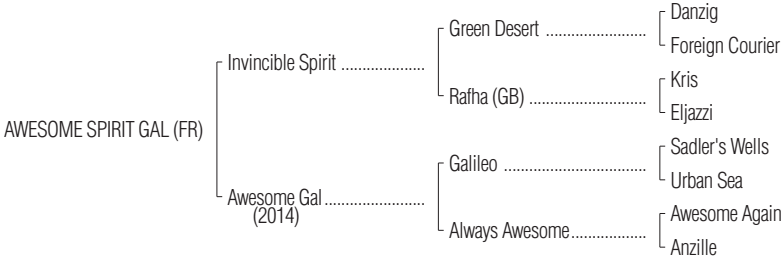 Danzig
Green Desert ........................
Foreign Courier
Invincible Spirit ....................
Kris
Rafha (GB) ............................
Eljazzi
AWESOME SPIRIT GAL (FR)
Sadler's Wells
Galileo ..................................
Urban Sea
Awesome Gal........................
(2014)
Awesome Again
Always Awesome..................
Anzille